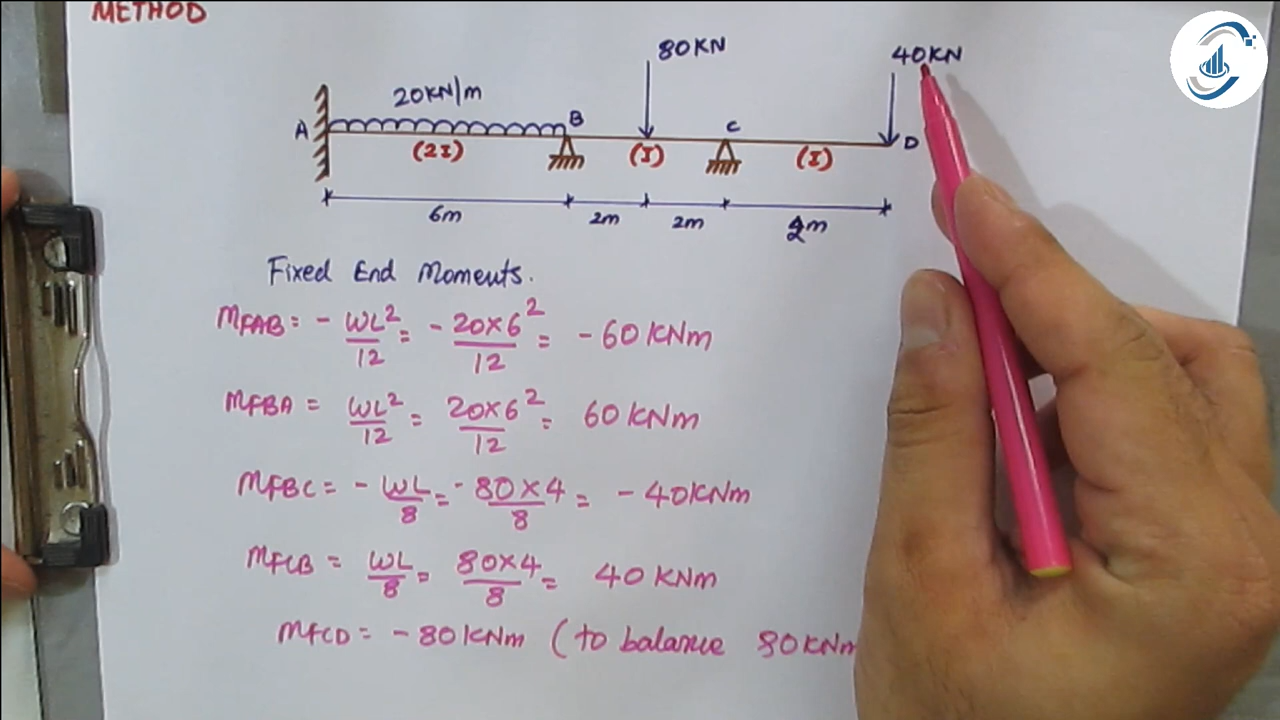 METHOD
80KN
40KN
20KN/m
A
B
C
D
(2I)
(I)
(I)
6m
2m
2m
2m
Fixed End Moments.
MFAB = - WL²/12 = - 20×6²/12 = - 60 KNm
MFBA = WL²/12 = 20×6²/12 = 60 KNm
MFBC = - WL/8 = - 80×4/8 = - 40KNm
MFCB = WL/8 = 80×4/8 = 40 KNm
MFCD = - 80 KNm (to balance 80KNm